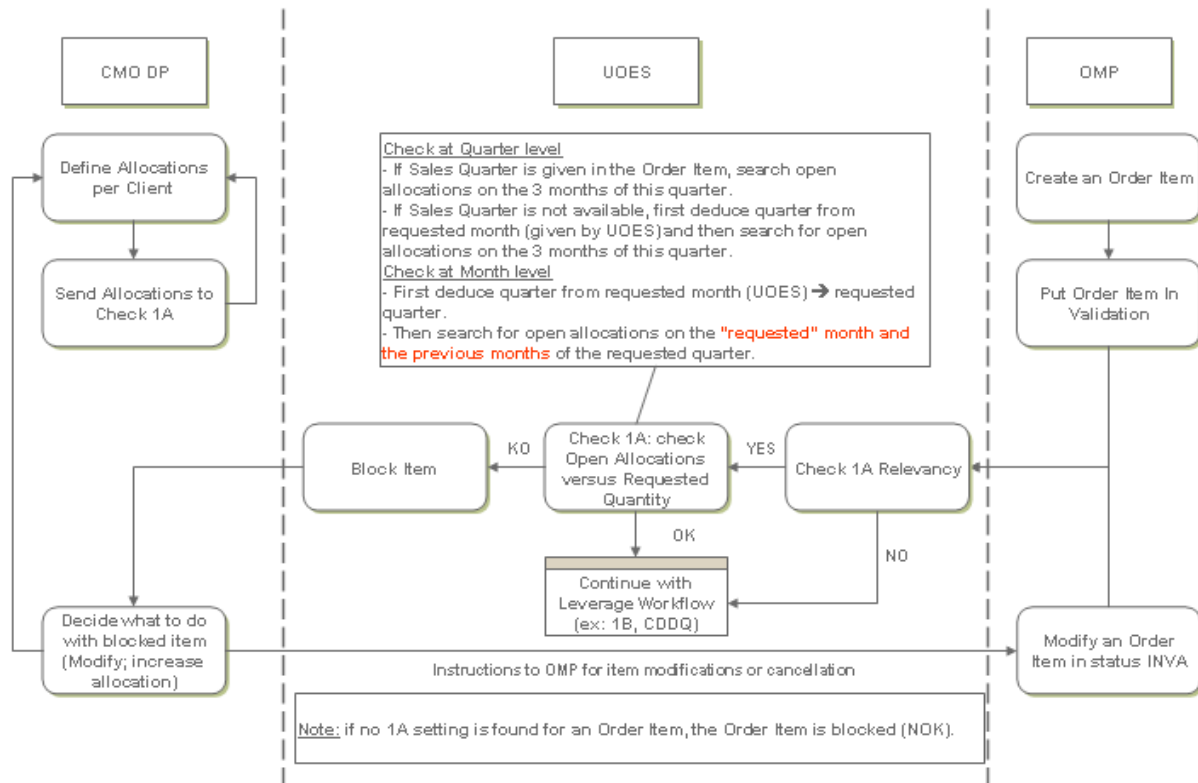 CMO DP
UOES
OMP
Define Allocations
per Client
Send Allocations to
Check 1A
Check at Quarter level
- If Sales Quarter is given in the Order Item, search open
allocations on the 3 months of this quarter.
- If Sales Quarter is not available, first deduce quarter from
requested month (given by UOES) and then search for open
allocations on the 3 months of this quarter.
Check at Month level
- First deduce quarter from requested month (UOES) ➔ requested
quarter.
- Then search for open allocations on the "requested" month and
the previous months of the requested quarter.
Create an Order Item
Put Order Item In
Validation
Block Item
KO
Check 1A: check
Open Allocations
versus Requested
Quantity
YES
Check 1A Relevancy
OK
NO
Continue with
Leverage Workflow
(ex: 1B, CDDQ)
Decide what to do
with blocked item
(Modify; increase
allocation)
Instructions to OMP for item modifications or cancellation
Modify an Order
Item in status INVA
Note: if no 1A setting is found for an Order Item, the Order Item is blocked (NOK).